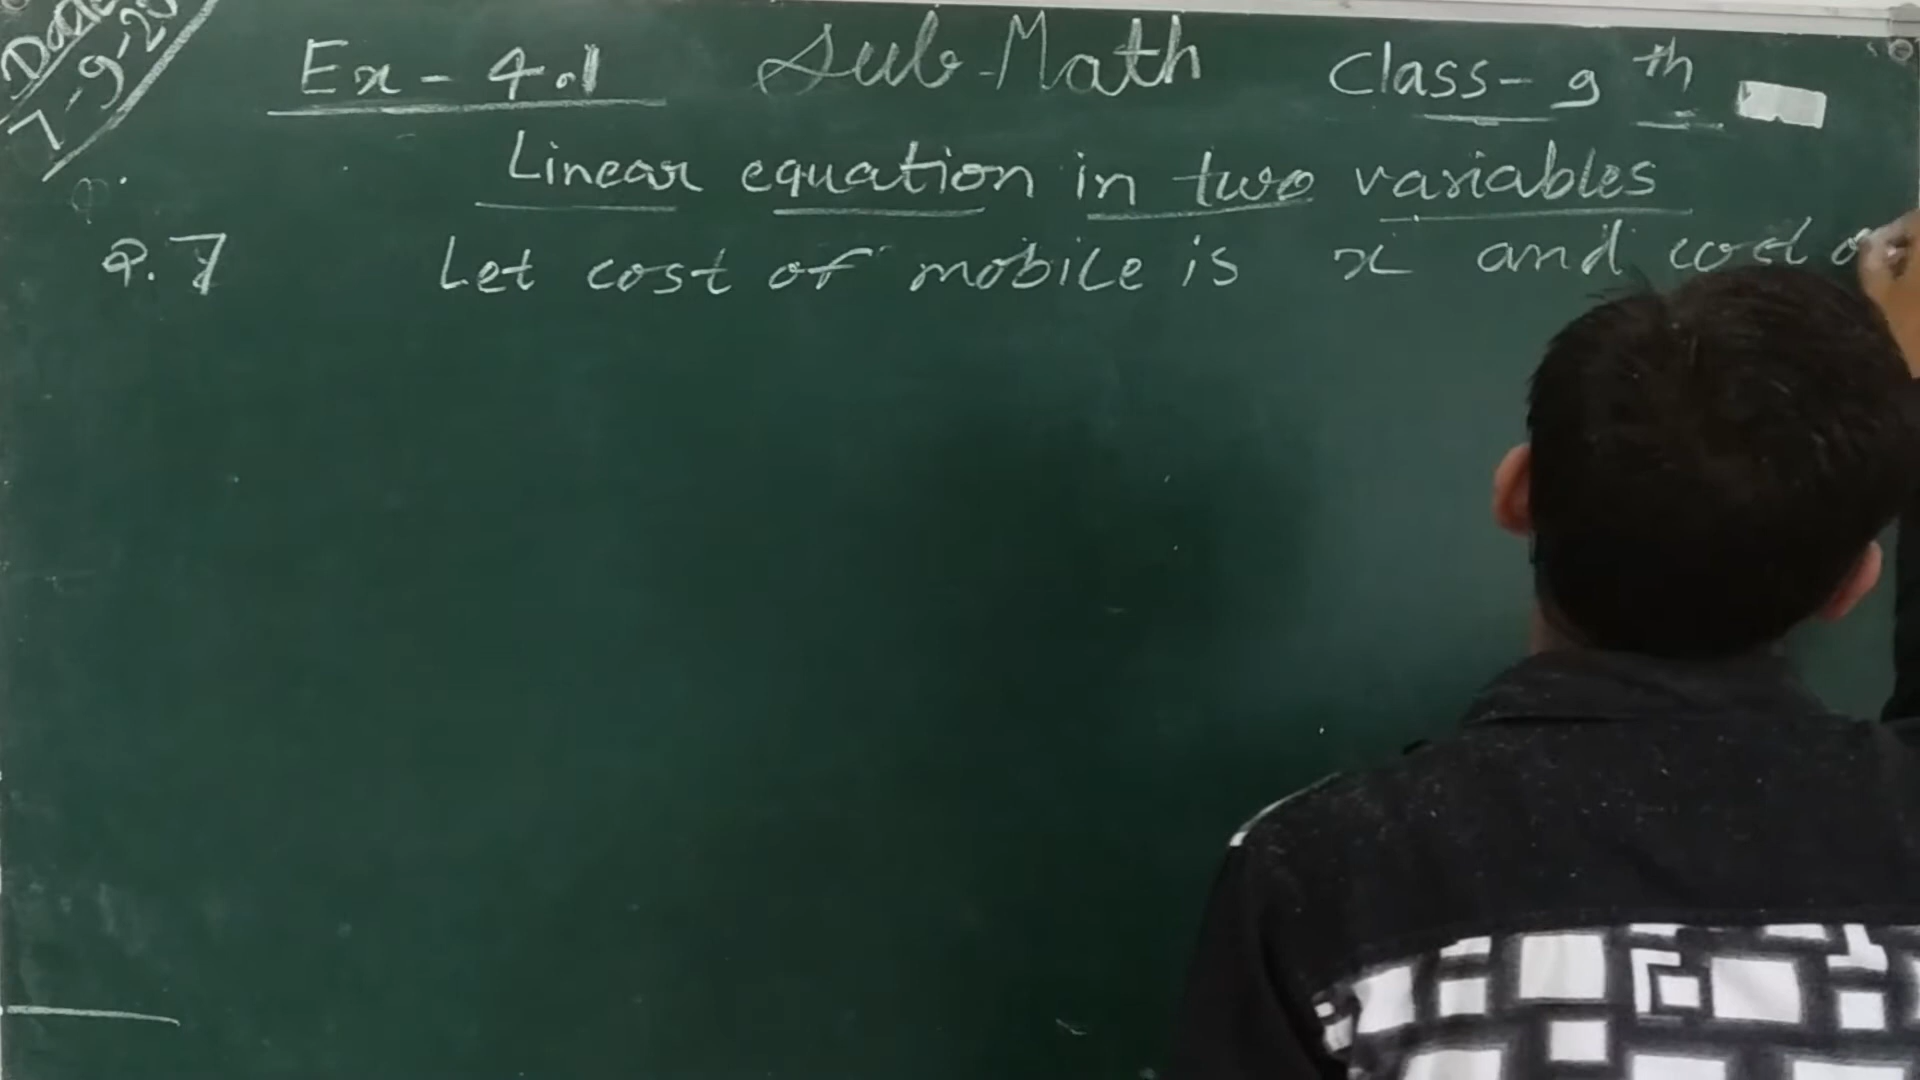 Date
7-9-20
Ex - 4.1 Sub-Math Class - 9th
Linear equation in two variables
Q.7 Let cost of mobile is x and cost o